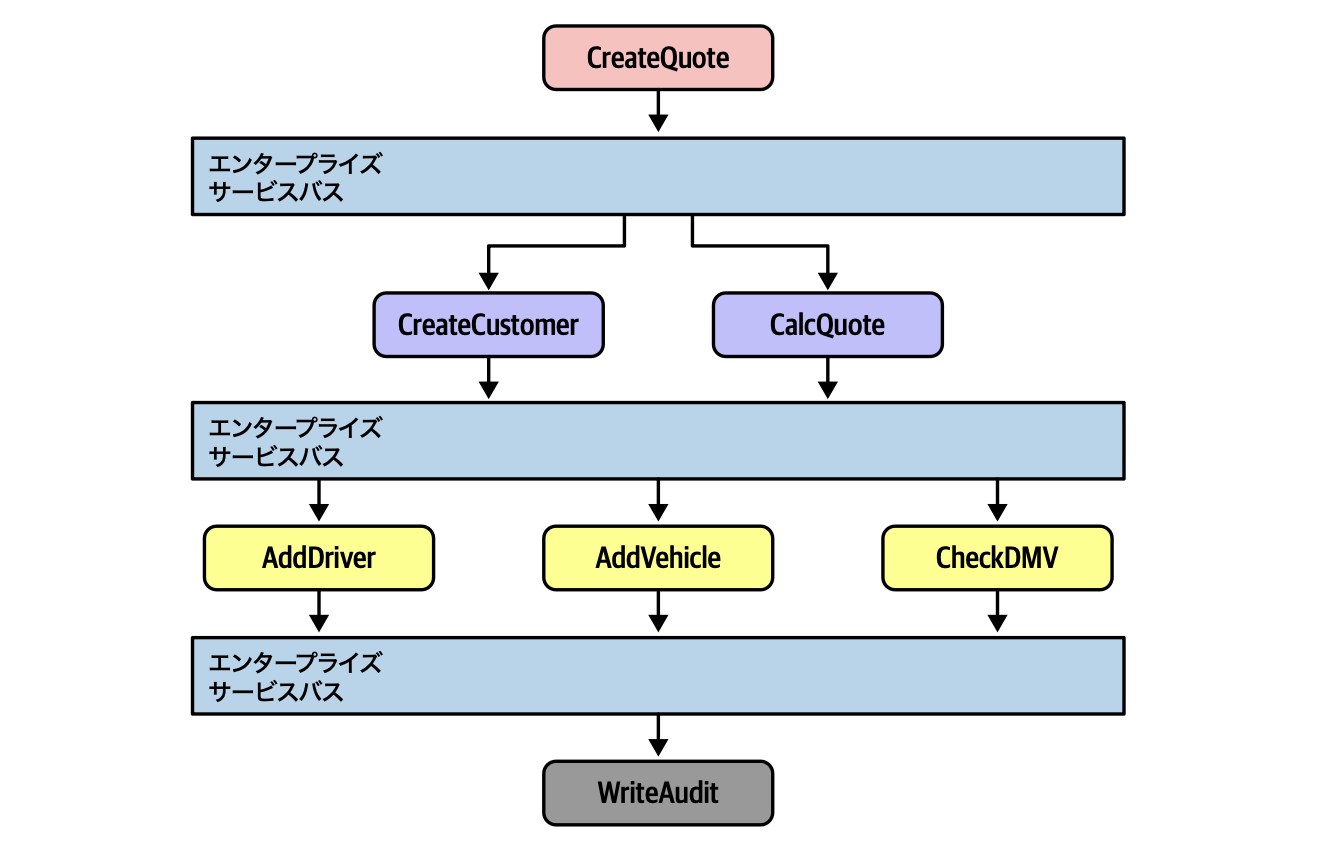 CreateQuote
エンタープライズ
サービスバス
CreateCustomer
CalcQuote
エンタープライズ
サービスバス
AddDriver
AddVehicle
CheckDMV
エンタープライズ
サービスバス
WriteAudit